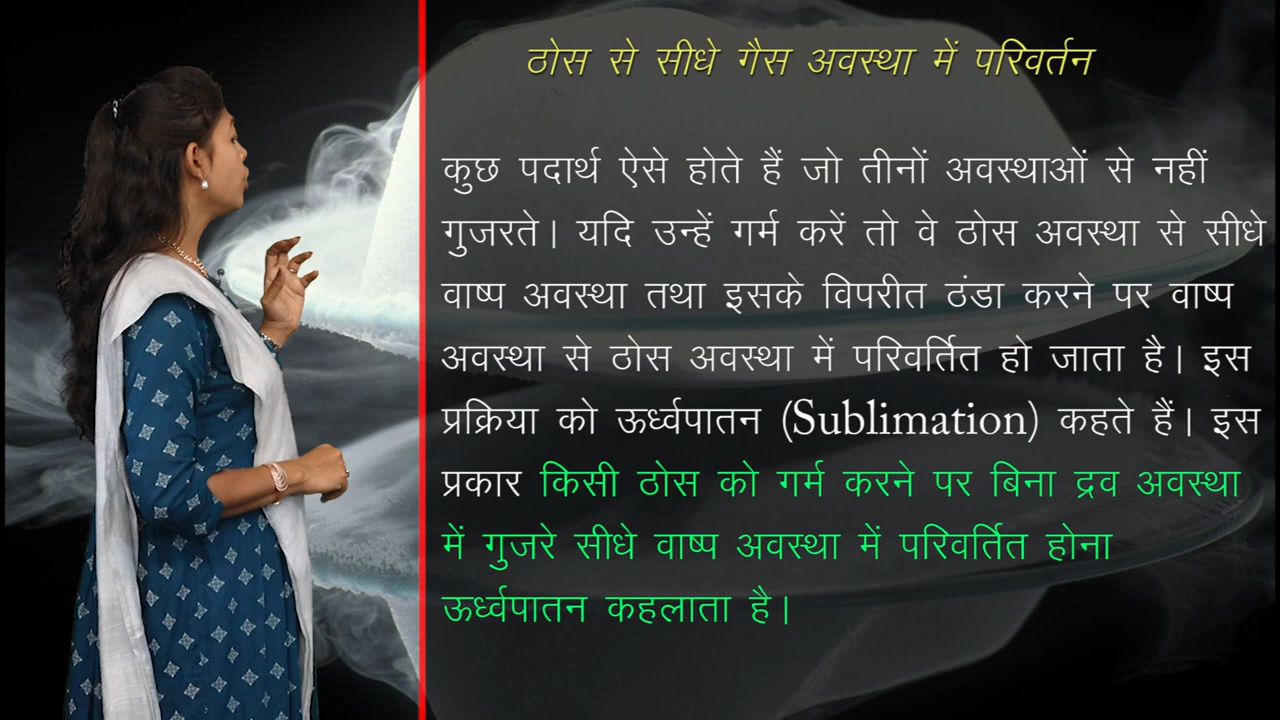 ठोस से सीधे गैस अवस्था में परिवर्तन
कुछ पदार्थ ऐसे होते हैं जो तीनों अवस्थाओं से नहीं
गुजरते। यदि उन्हें गर्म करें तो वे ठोस अवस्था से सीधे
वाष्प अवस्था तथा इसके विपरीत ठंडा करने पर वाष्प
अवस्था से ठोस अवस्था में परिवर्तित हो जाता है। इस
प्रक्रिया को ऊर्ध्वपातन (Sublimation) कहते हैं। इस
प्रकार किसी ठोस को गर्म करने पर बिना द्रव अवस्था
में गुजरे सीधे वाष्प अवस्था में परिवर्तित होना
ऊर्ध्वपातन कहलाता है।